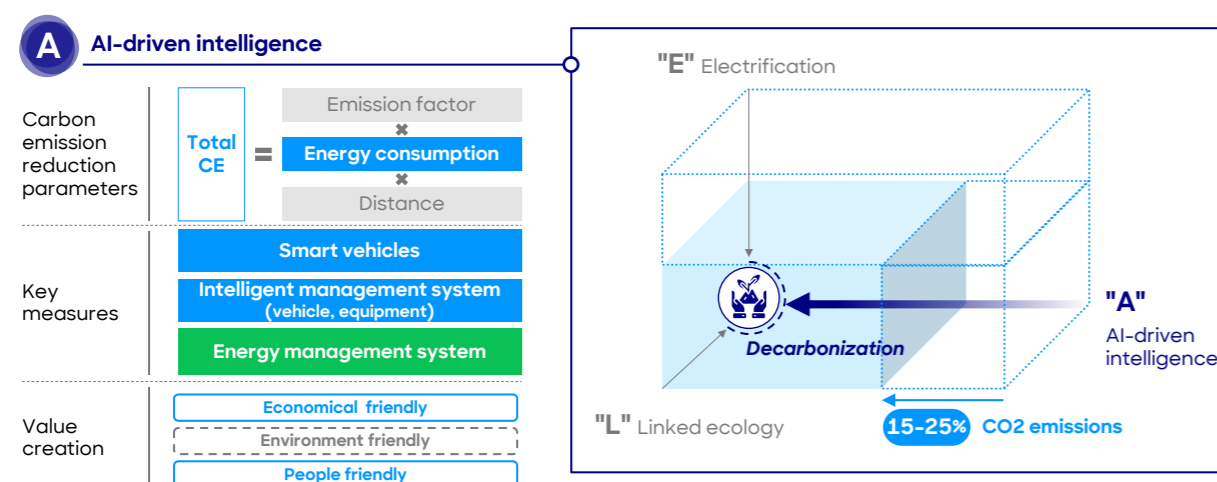 A
AI-driven intelligence
Carbon
emission
reduction
parameters
Total
CE
=
Emission factor
×
Energy consumption
×
Distance
Key
measures
Smart vehicles
Intelligent management system
(vehicle, equipment)
Energy management system
Value
creation
Economical friendly
Environment friendly
People friendly
"E" Electrification
"A"
AI-driven
intelligence
Decarbonization
"L" Linked ecology
15-25% CO2 emissions